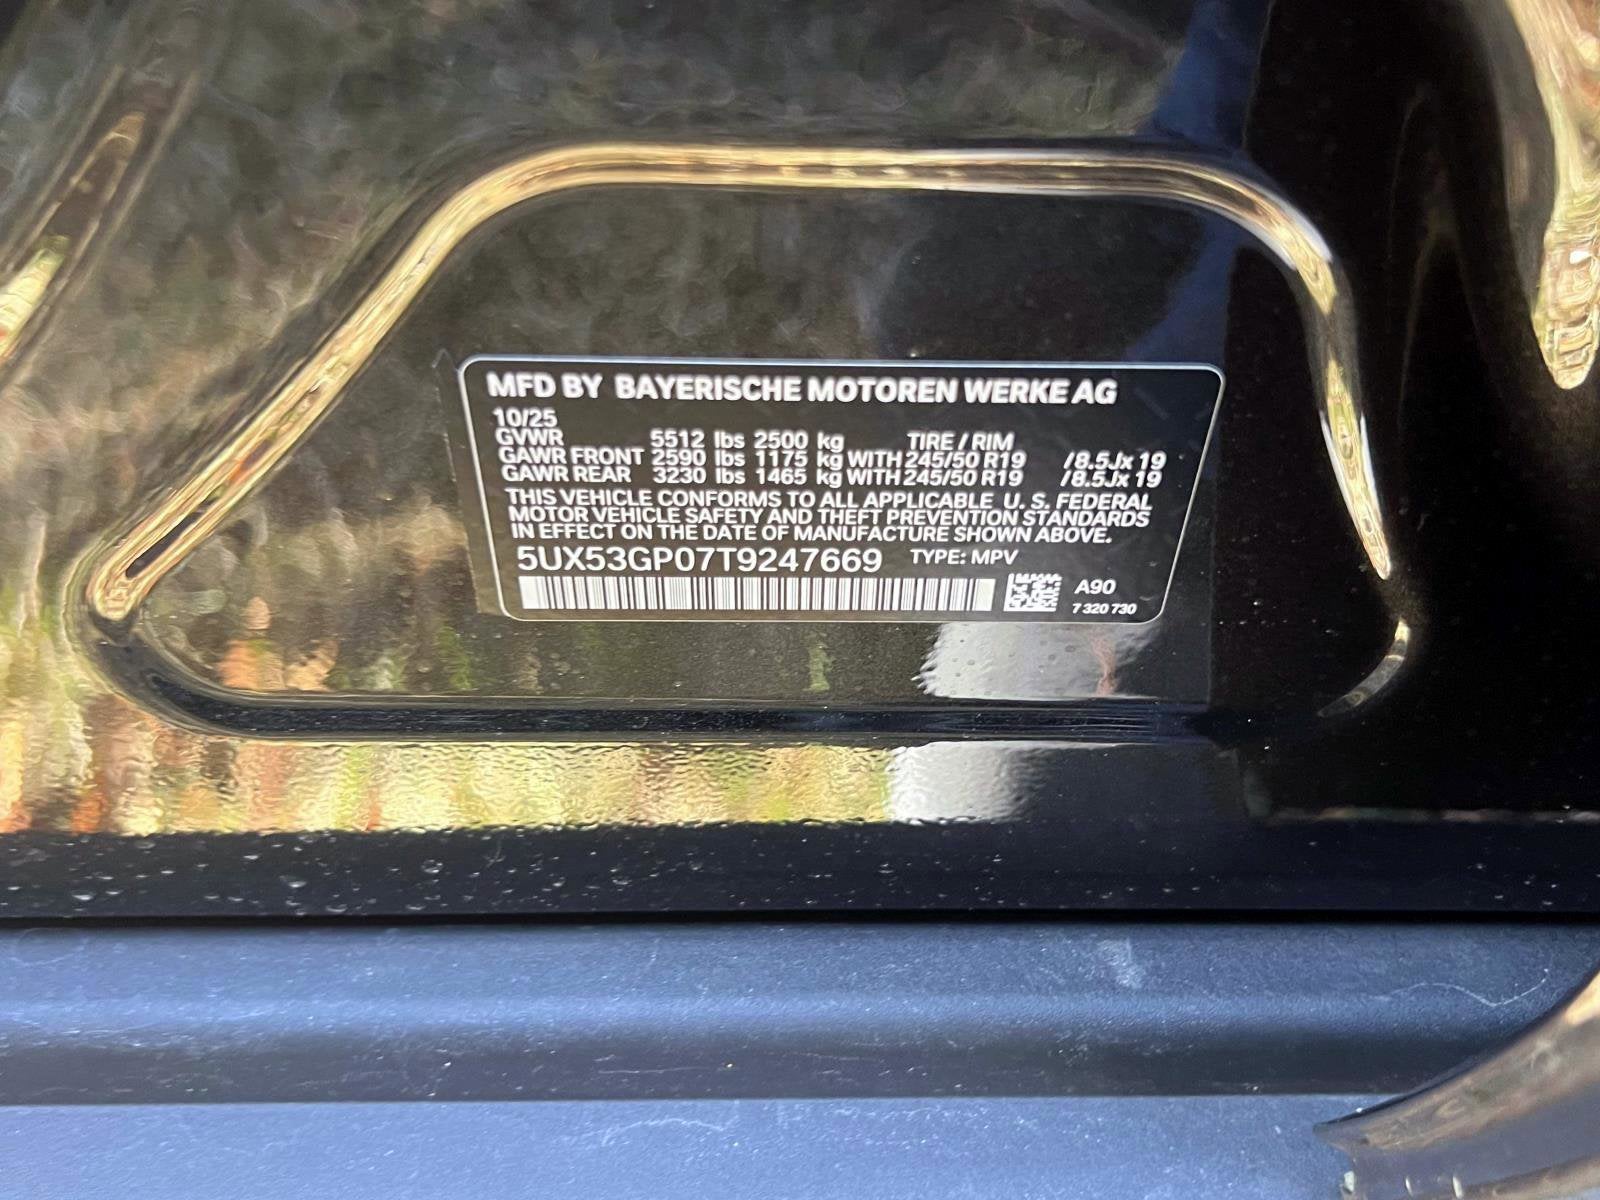 MFD BY BAYERISCHE MOTOREN WERKE AG
10/25
GVWR 5512 lbs 2500 kg TIRE / RIM
GAWR FRONT 2590 lbs 1175 kg WITH 245/50 R19 /8.5Jx 19
GAWR REAR 3230 lbs 1465 kg WITH 245/50 R19 /8.5Jx 19
THIS VEHICLE CONFORMS TO ALL APPLICABLE U. S. FEDERAL
MOTOR VEHICLE SAFETY AND THEFT PREVENTION STANDARDS
IN EFFECT ON THE DATE OF MANUFACTURE SHOWN ABOVE.
5UX53GP07T9247669 TYPE: MPV
A90
7 320 730